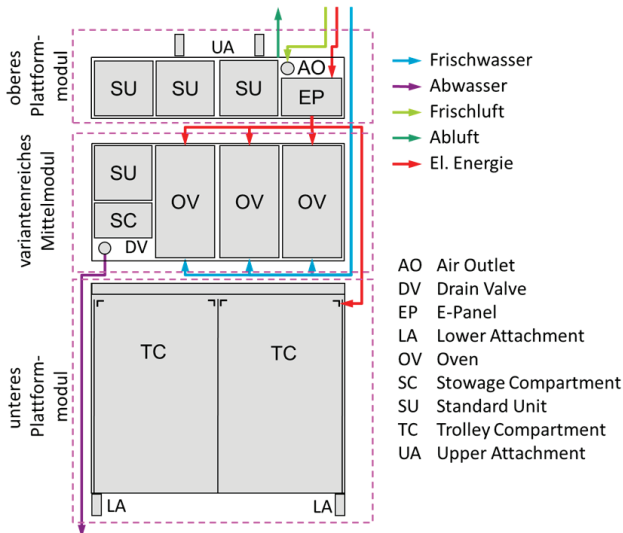 oberes
Plattform-
modul
UA
AO
SU
SU
SU
EP
Frischwasser
Abwasser
Frischluft
Abluft
El. Energie
variantenreiches
Mittelmodul
SU
SC
DV
OV
OV
OV
AO Air Outlet
DV Drain Valve
EP E-Panel
LA Lower Attachment
OV Oven
SC Stowage Compartment
SU Standard Unit
TC Trolley Compartment
UA Upper Attachment
unteres
Plattform-
modul
TC
TC
LA
LA